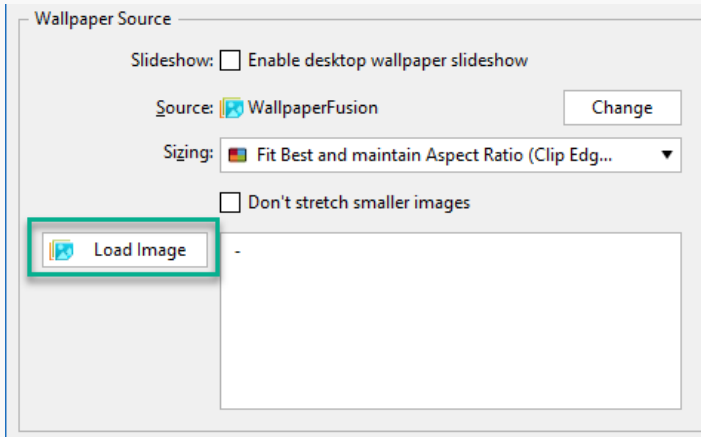 Wallpaper Source
Slideshow: Enable desktop wallpaper slideshow
Source: WallpaperFusion Change
Sizing: Fit Best and maintain Aspect Ratio (Clip Edg...
Don't stretch smaller images
Load Image -